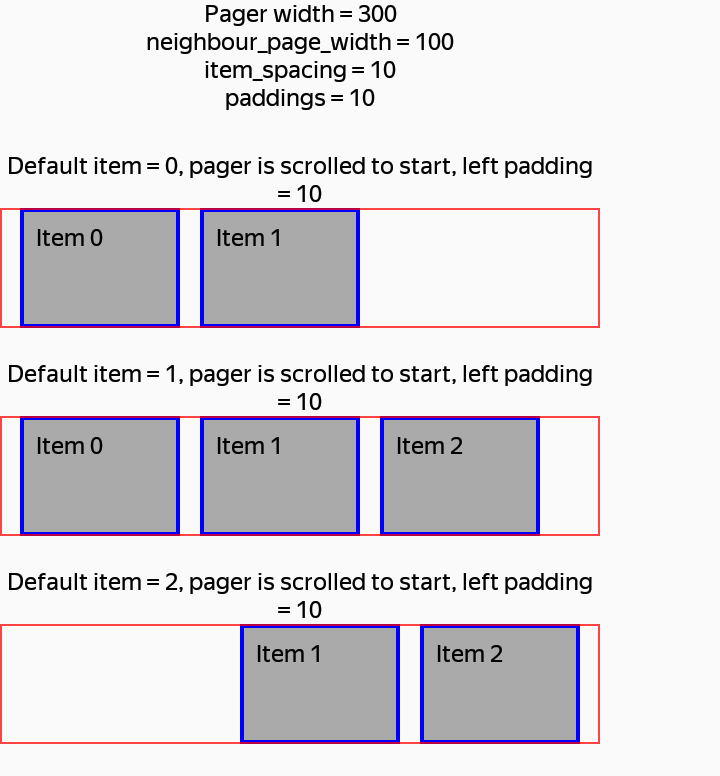 Pager width = 300
neighbour_page_width = 100
item_spacing = 10
paddings = 10
Default item = 0, pager is scrolled to start, left padding
= 10
Item 0
Item 1
Default item = 1, pager is scrolled to start, left padding
= 10
Item 0
Item 1
Item 2
Default item = 2, pager is scrolled to start, left padding
= 10
Item 1
Item 2